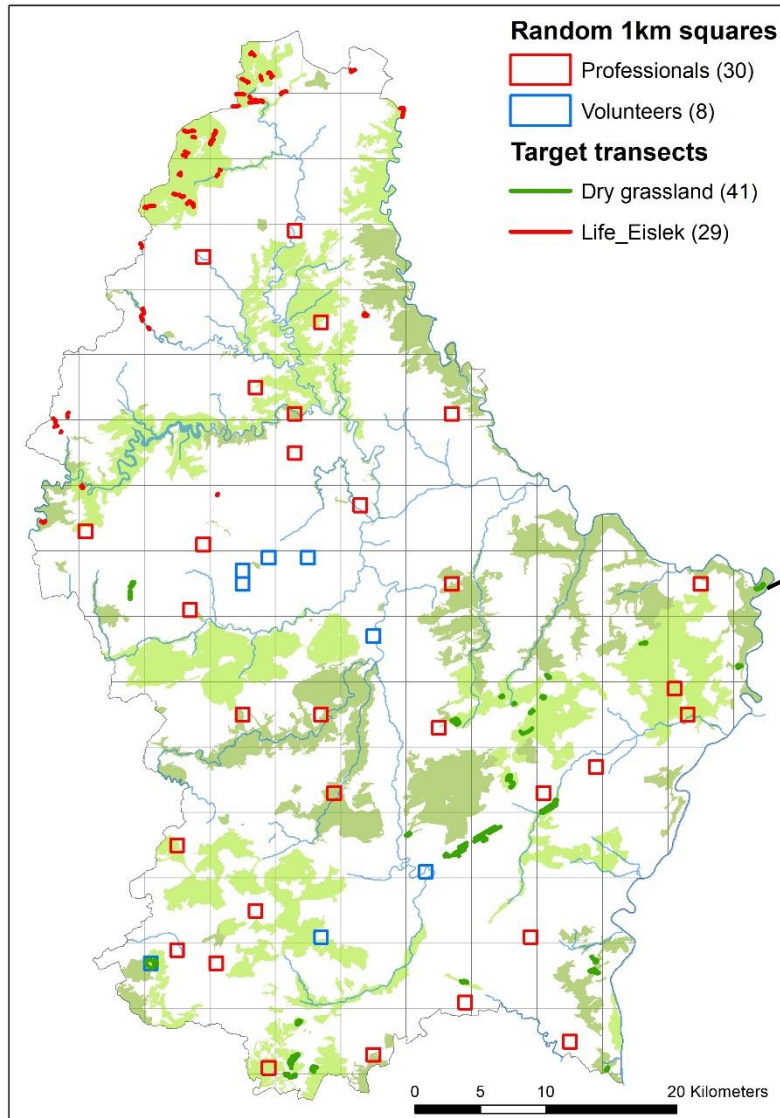 Random 1km squares
Professionals (30)
Volunteers (8)
Target transects
Dry grassland (41)
Life_Eislek (29)
0 5 10 20 Kilometers